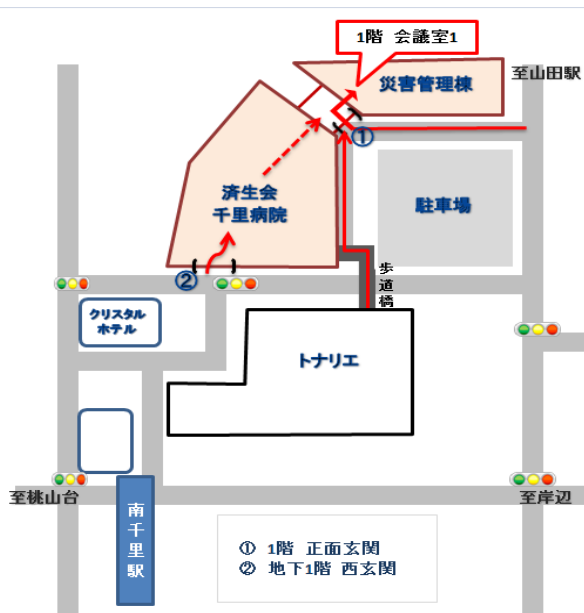 1階 会議室1
災害管理棟
至山田駅
①
済生会
千里病院
駐車場
②
歩道橋
クリスタル
ホテル
トナリエ
至桃山台
至岸辺
南千里駅
① 1階 正面玄関
② 地下1階 西玄関